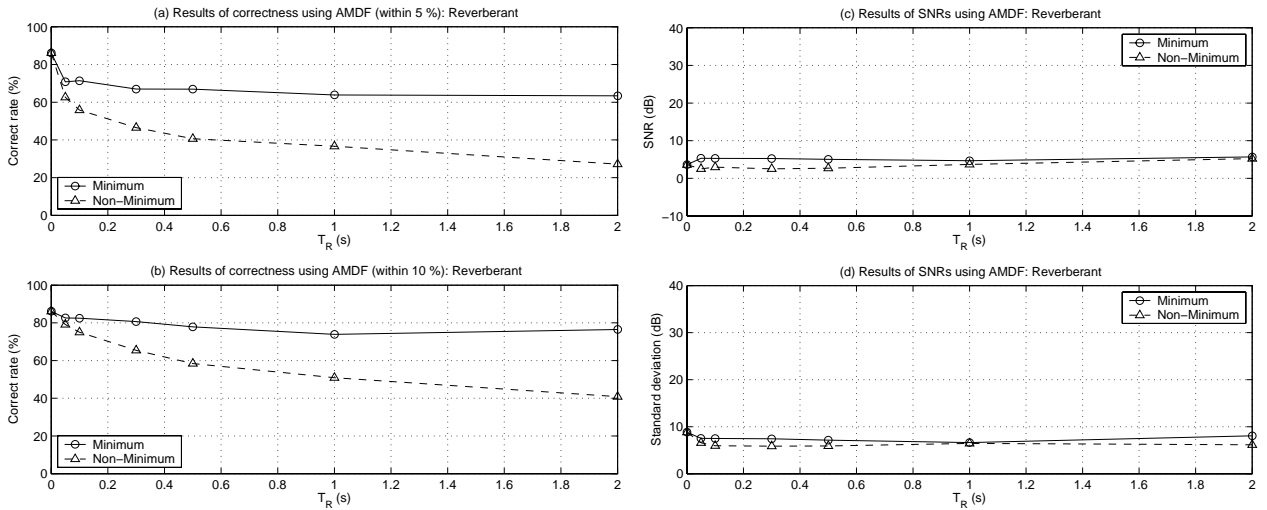 (a) Results of correctness using AMDF (within 5 %): Reverberant
100
80
60
40
20
0
Correct rate (%)
Minimum
Non−Minimum
0 0.2 0.4 0.6 0.8 1 1.2 1.4 1.6 1.8 2
T_R (s)
(b) Results of correctness using AMDF (within 10 %): Reverberant
100
80
60
40
20
0
Correct rate (%)
Minimum
Non−Minimum
0 0.2 0.4 0.6 0.8 1 1.2 1.4 1.6 1.8 2
T_R (s)
(c) Results of SNRs using AMDF: Reverberant
40
30
20
10
0
−10
SNR (dB)
Minimum
Non−Minimum
0 0.2 0.4 0.6 0.8 1 1.2 1.4 1.6 1.8 2
T_R (s)
(d) Results of SNRs using AMDF: Reverberant
40
30
20
10
0
Standard deviation (dB)
Minimum
Non−Minimum
0 0.2 0.4 0.6 0.8 1 1.2 1.4 1.6 1.8 2
T_R (s)